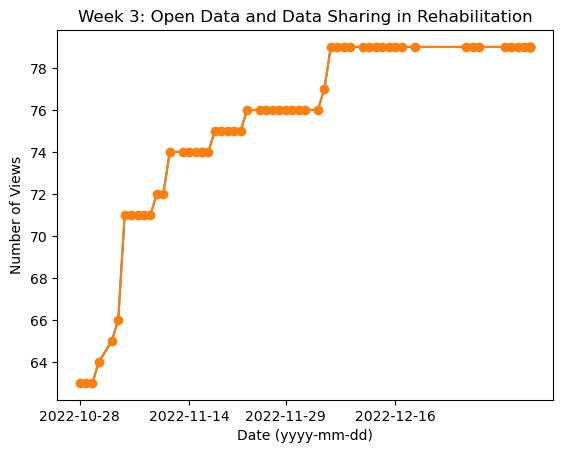 Week 3: Open Data and Data Sharing in Rehabilitation
Number of Views
78
76
74
72
70
68
66
64
2022-10-28 2022-11-14 2022-11-29 2022-12-16
Date (yyyy-mm-dd)